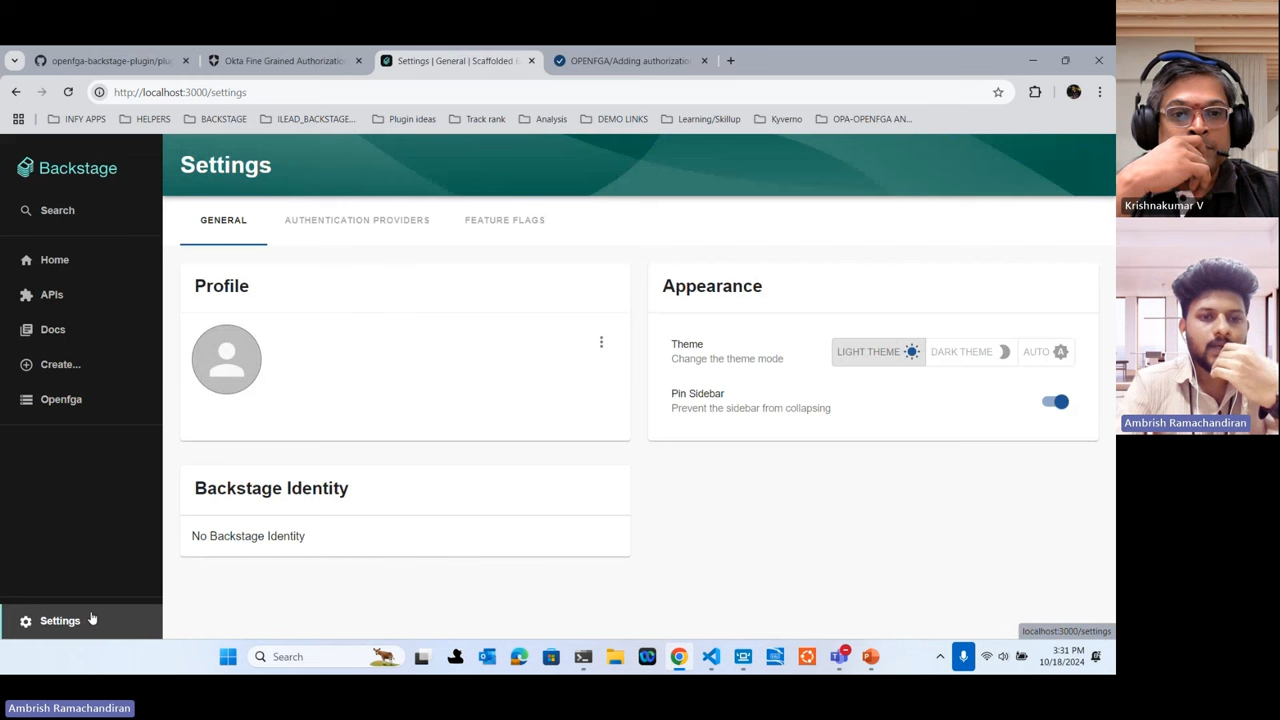 openfga-backstage-plugin/plu
Okta Fine Grained Authorization
Settings | General | Scaffolded
OPENFGA/Adding authorizatio
http://localhost:3000/settings
INFY APPS
HELPERS
BACKSTAGE
ILEAD_BACKSTAGE...
Plugin ideas
Track rank
Analysis
DEMO LINKS
Learning/Skillup
Kyverno
OPA-OPENFGA AN...
Backstage
Search
Home
APIs
Docs
Create...
Openfga
Settings
Settings
GENERAL
AUTHENTICATION PROVIDERS
FEATURE FLAGS
Profile
Appearance
Theme
Change the theme mode
LIGHT THEME
DARK THEME
AUTO
A
Pin Sidebar
Prevent the sidebar from collapsing
Backstage Identity
No Backstage Identity
localhost:3000/settings
Search
3:31 PM
10/18/2024
Krishnakumar V
Ambrish Ramachandiran
Ambrish Ramachandiran